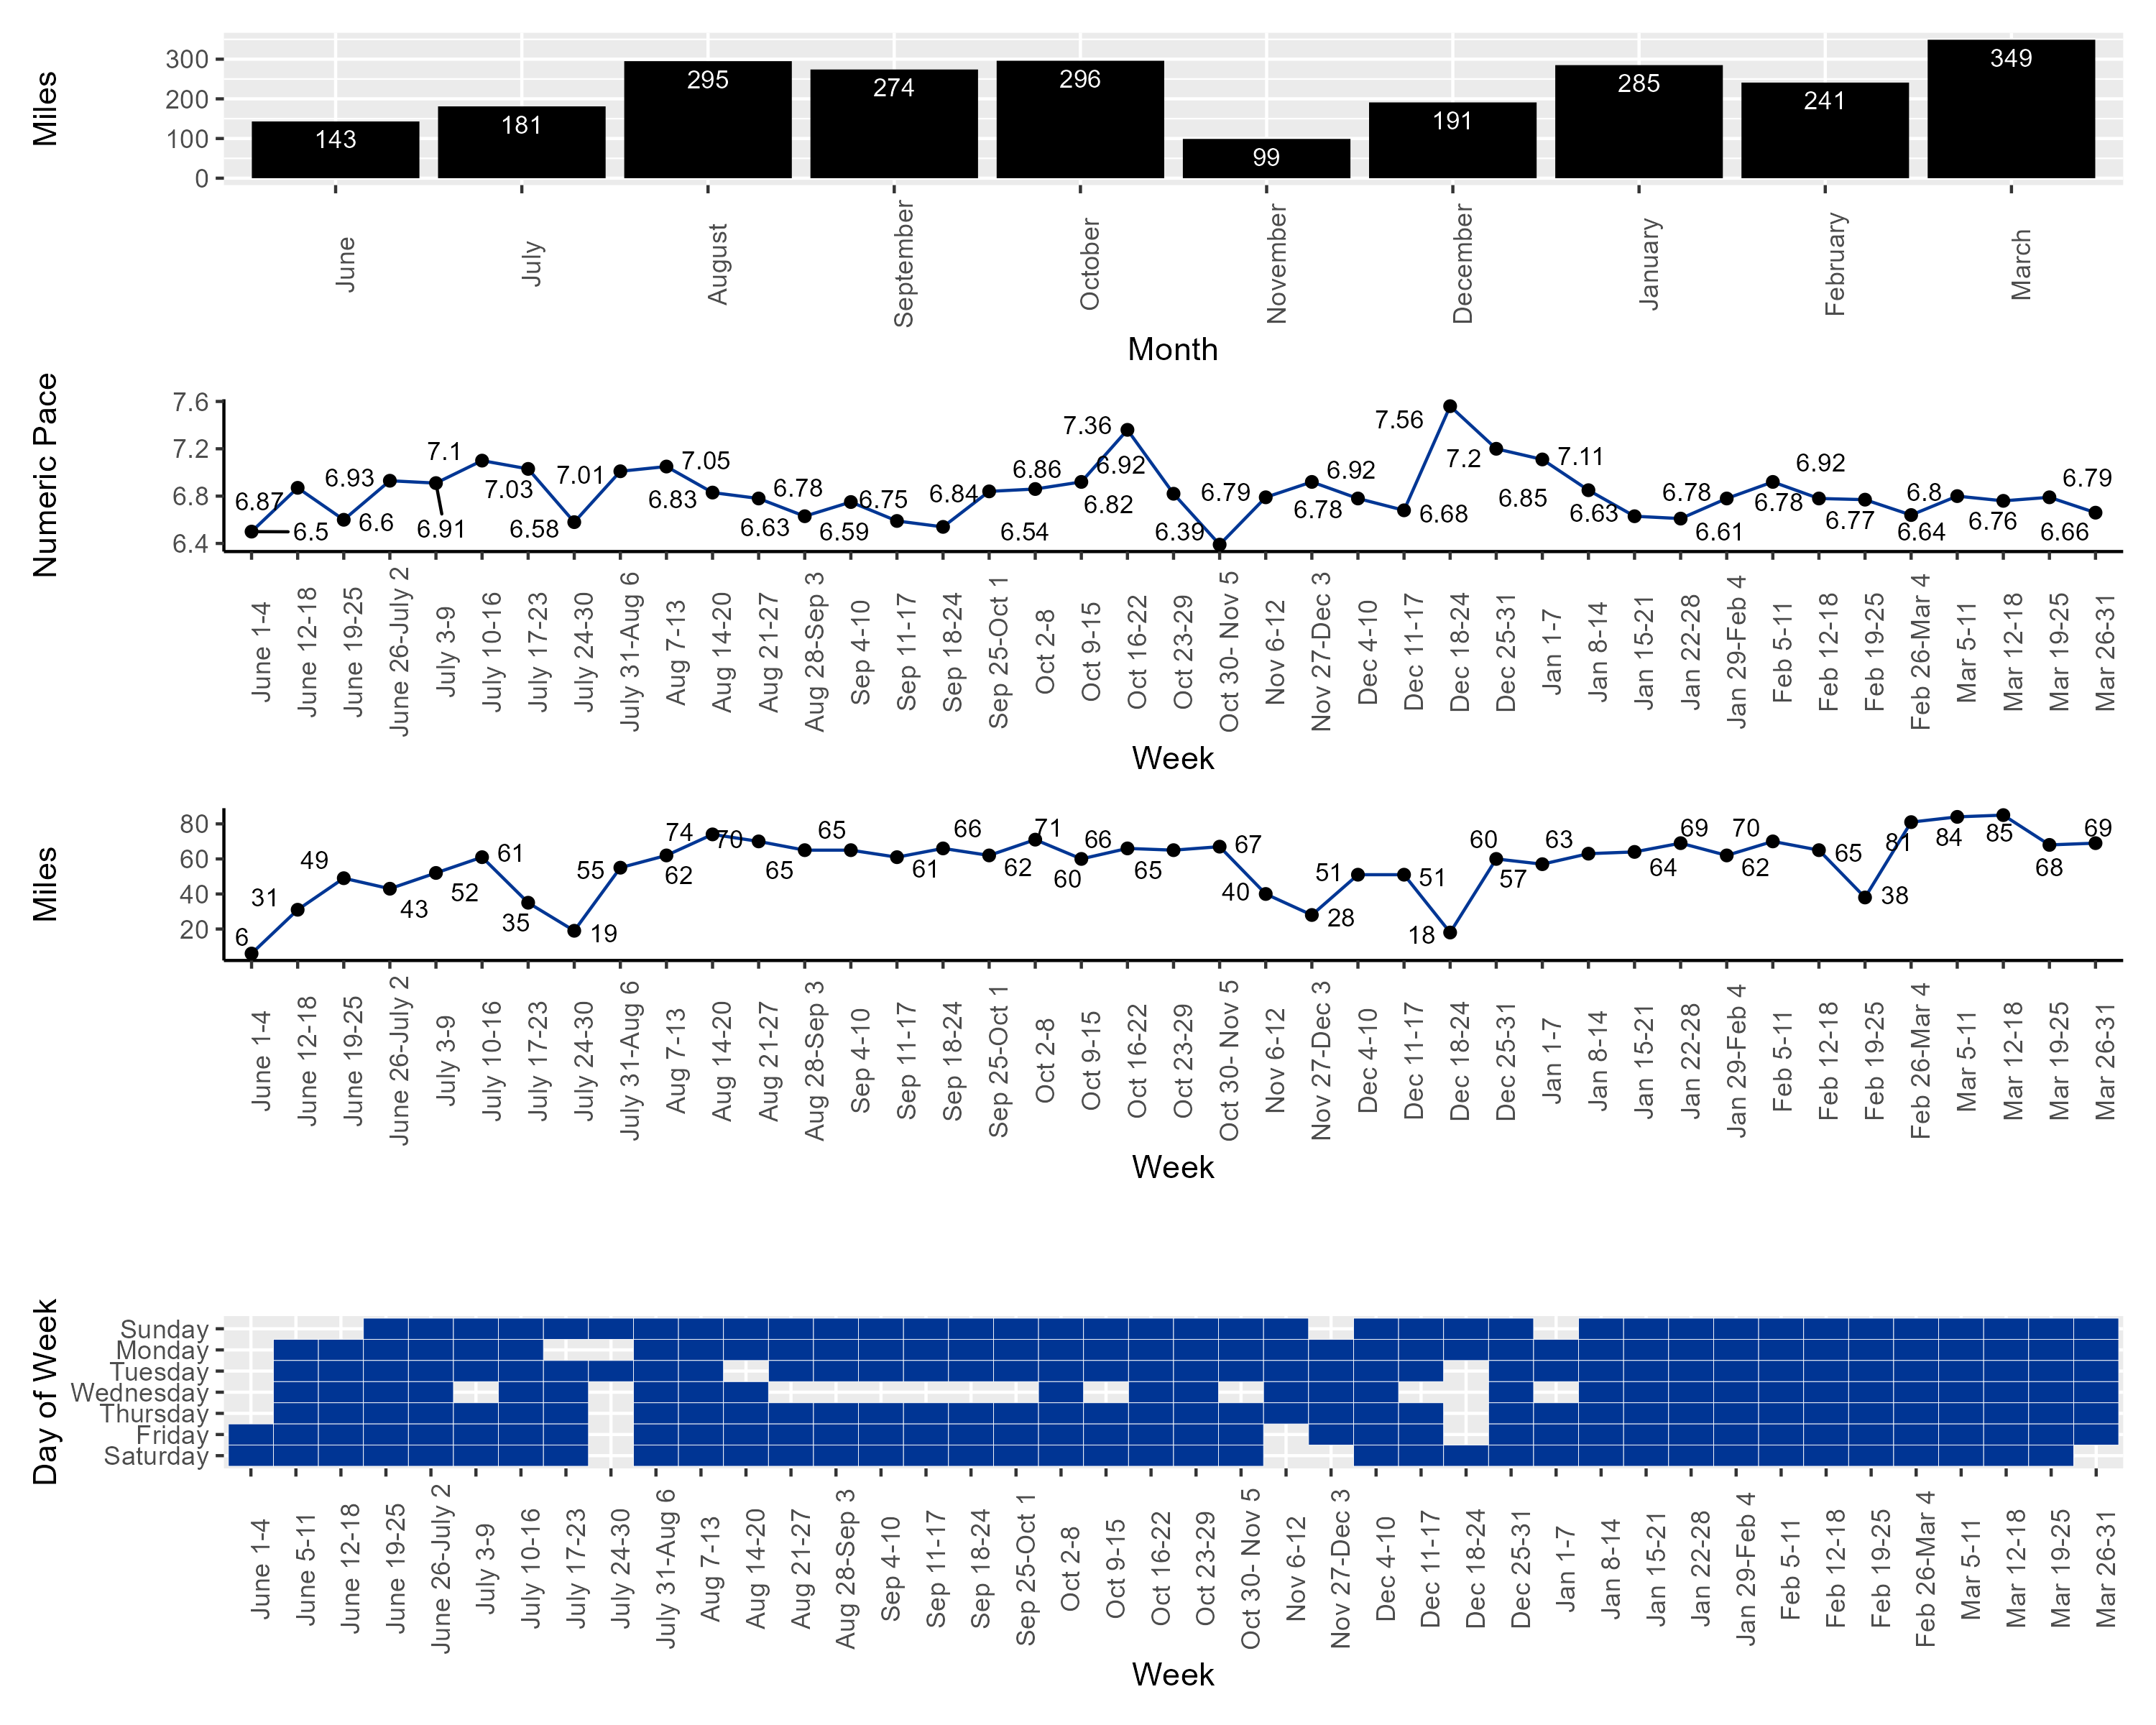 Miles
300
200
100
0
143 181 295 274 296 99 191 285 241 349
June July August September October November December January February March
Month
Numeric Pace
7.6
7.2
6.8
6.4
6.87 6.5 6.6 6.93 6.91 7.1 7.03 6.58 7.01 7.05 6.83 6.78 6.63 6.75 6.59 6.54 6.84 6.86 6.92 7.36 6.82 6.39 6.79 6.92 6.78 6.68 7.56 7.2 7.11 6.85 6.63 6.61 6.78 6.92 6.78 6.77 6.64 6.8 6.76 6.79 6.66
June 1-4 June 12-18 June 19-25 June 26-July 2 July 3-9 July 10-16 July 17-23 July 24-30 July 31-Aug 6 Aug 7-13 Aug 14-20 Aug 21-27 Aug 28-Sep 3 Sep 4-10 Sep 11-17 Sep 18-24 Sep 25-Oct 1 Oct 2-8 Oct 9-15 Oct 16-22 Oct 23-29 Oct 30- Nov 5 Nov 6-12 Nov 27-Dec 3 Dec 4-10 Dec 11-17 Dec 18-24 Dec 25-31 Jan 1-7 Jan 8-14 Jan 15-21 Jan 22-28 Jan 29-Feb 4 Feb 5-11 Feb 12-18 Feb 19-25 Feb 26-Mar 4 Mar 5-11 Mar 12-18 Mar 19-25 Mar 26-31
Week
Miles
80
60
40
20
6 31 49 43 52 61 35 19 55 62 74 70 65 65 61 66 62 71 60 66 65 67 40 28 51 51 18 60 57 63 64 69 62 70 65 38 81 84 85 68 69
June 1-4 June 12-18 June 19-25 June 26-July 2 July 3-9 July 10-16 July 17-23 July 24-30 July 31-Aug 6 Aug 7-13 Aug 14-20 Aug 21-27 Aug 28-Sep 3 Sep 4-10 Sep 11-17 Sep 18-24 Sep 25-Oct 1 Oct 2-8 Oct 9-15 Oct 16-22 Oct 23-29 Oct 30- Nov 5 Nov 6-12 Nov 27-Dec 3 Dec 4-10 Dec 11-17 Dec 18-24 Dec 25-31 Jan 1-7 Jan 8-14 Jan 15-21 Jan 22-28 Jan 29-Feb 4 Feb 5-11 Feb 12-18 Feb 19-25 Feb 26-Mar 4 Mar 5-11 Mar 12-18 Mar 19-25 Mar 26-31
Week
Day of Week
Sunday
Monday
Tuesday
Wednesday
Thursday
Friday
Saturday
June 1-4 June 5-11 June 12-18 June 19-25 June 26-July 2 July 3-9 July 10-16 July 17-23 July 24-30 July 31-Aug 6 Aug 7-13 Aug 14-20 Aug 21-27 Aug 28-Sep 3 Sep 4-10 Sep 11-17 Sep 18-24 Sep 25-Oct 1 Oct 2-8 Oct 9-15 Oct 16-22 Oct 23-29 Oct 30- Nov 5 Nov 6-12 Nov 27-Dec 3 Dec 4-10 Dec 11-17 Dec 18-24 Dec 25-31 Jan 1-7 Jan 8-14 Jan 15-21 Jan 22-28 Jan 29-Feb 4 Feb 5-11 Feb 12-18 Feb 19-25 Feb 26-Mar 4 Mar 5-11 Mar 12-18 Mar 19-25 Mar 26-31
Week